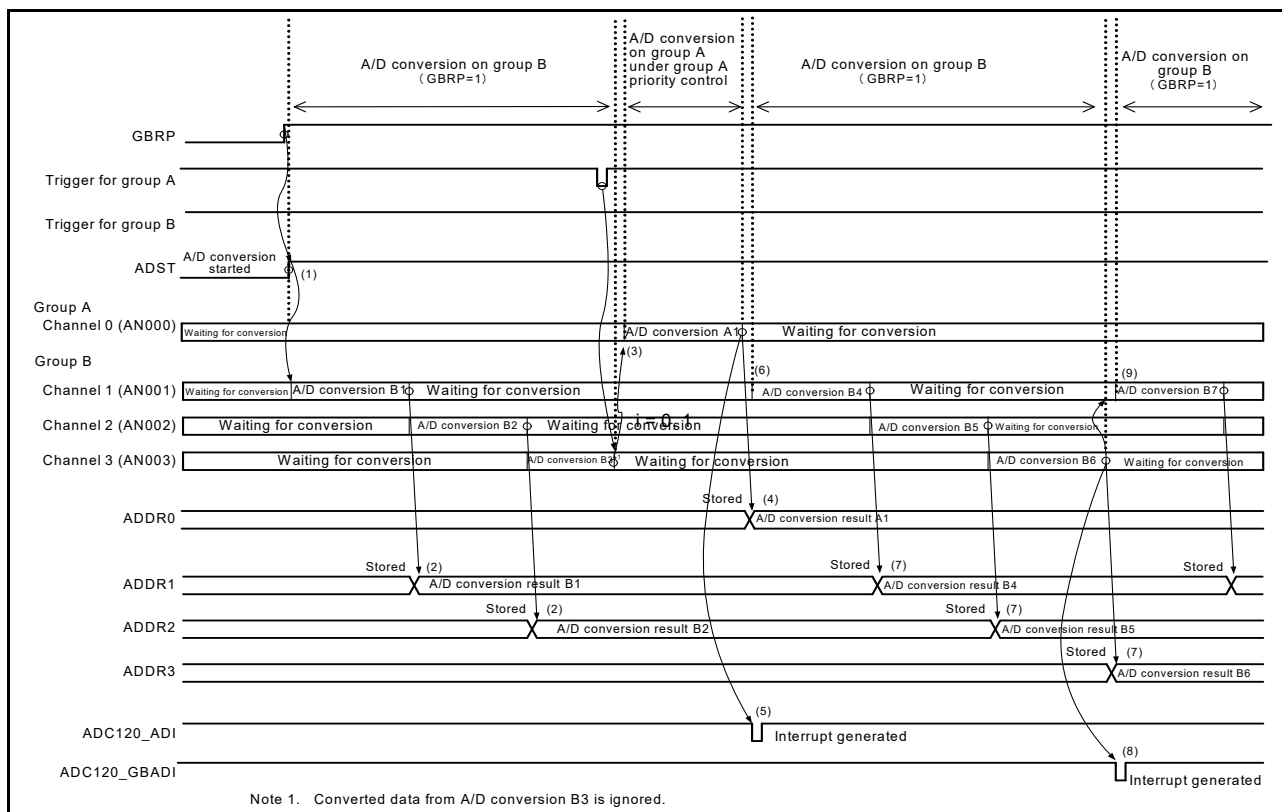 A/D conversion on group B
(GBRP=1)
A/D conversion
on group A
under group A
priority control
A/D conversion on group B
(GBRP=1)
A/D conversion on
group B
(GBRP=1)
GBRP
Trigger for group A
Trigger for group B
ADST
A/D conversion
started
(1)
Group A
Channel 0 (AN000)
Waiting for conversion
A/D conversion A1
Waiting for conversion
(3)
Group B
(6)
(9)
Channel 1 (AN001)
Waiting for conversion
A/D conversion B1
Waiting for conversion
A/D conversion B4
Waiting for conversion
A/D conversion B7
i = 0, 1
Channel 2 (AN002)
Waiting for conversion
A/D conversion B2
Waiting for conversion
A/D conversion B5
Waiting for conversion
Channel 3 (AN003)
Waiting for conversion
A/D conversion B3*1
Waiting for conversion
A/D conversion B6
Waiting for conversion
Stored (4)
ADDR0
A/D conversion result A1
Stored (2)
Stored (7)
Stored
ADDR1
A/D conversion result B1
A/D conversion result B4
Stored (2)
Stored (7)
ADDR2
A/D conversion result B2
A/D conversion result B5
Stored (7)
ADDR3
A/D conversion result B6
(5)
ADC120_ADI
Interrupt generated
(8)
ADC120_GBADI
Interrupt generated
Note 1. Converted data from A/D conversion B3 is ignored.